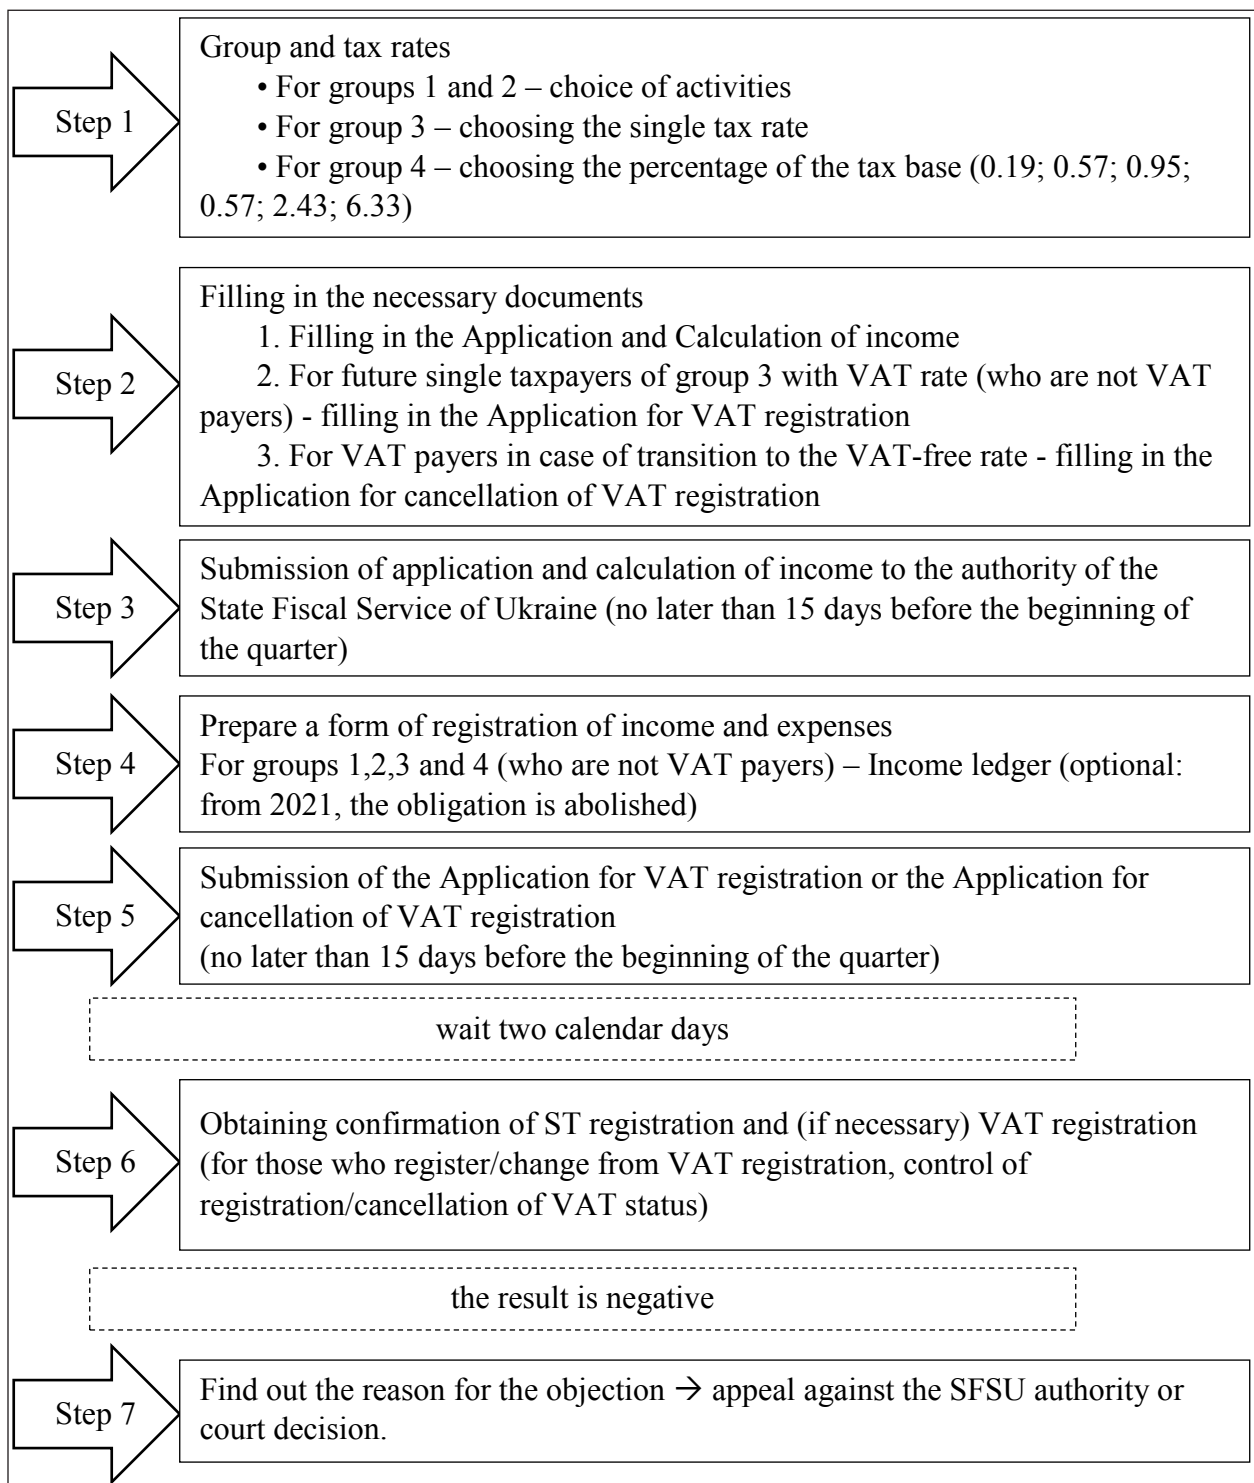 Step 1
Group and tax rates
• For groups 1 and 2 – choice of activities
• For group 3 – choosing the single tax rate
• For group 4 – choosing the percentage of the tax base (0.19; 0.57; 0.95;
0.57; 2.43; 6.33)
Step 2
Filling in the necessary documents
1. Filling in the Application and Calculation of income
2. For future single taxpayers of group 3 with VAT rate (who are not VAT
payers) - filling in the Application for VAT registration
3. For VAT payers in case of transition to the VAT-free rate - filling in the
Application for cancellation of VAT registration
Step 3
Submission of application and calculation of income to the authority of the
State Fiscal Service of Ukraine (no later than 15 days before the beginning of
the quarter)
Step 4
Prepare a form of registration of income and expenses
For groups 1,2,3 and 4 (who are not VAT payers) – Income ledger (optional:
from 2021, the obligation is abolished)
Step 5
Submission of the Application for VAT registration or the Application for
cancellation of VAT registration
(no later than 15 days before the beginning of the quarter)
wait two calendar days
Step 6
Obtaining confirmation of ST registration and (if necessary) VAT registration
(for those who register/change from VAT registration, control of
registration/cancellation of VAT status)
the result is negative
Step 7
Find out the reason for the objection → appeal against the SFSU authority or
court decision.